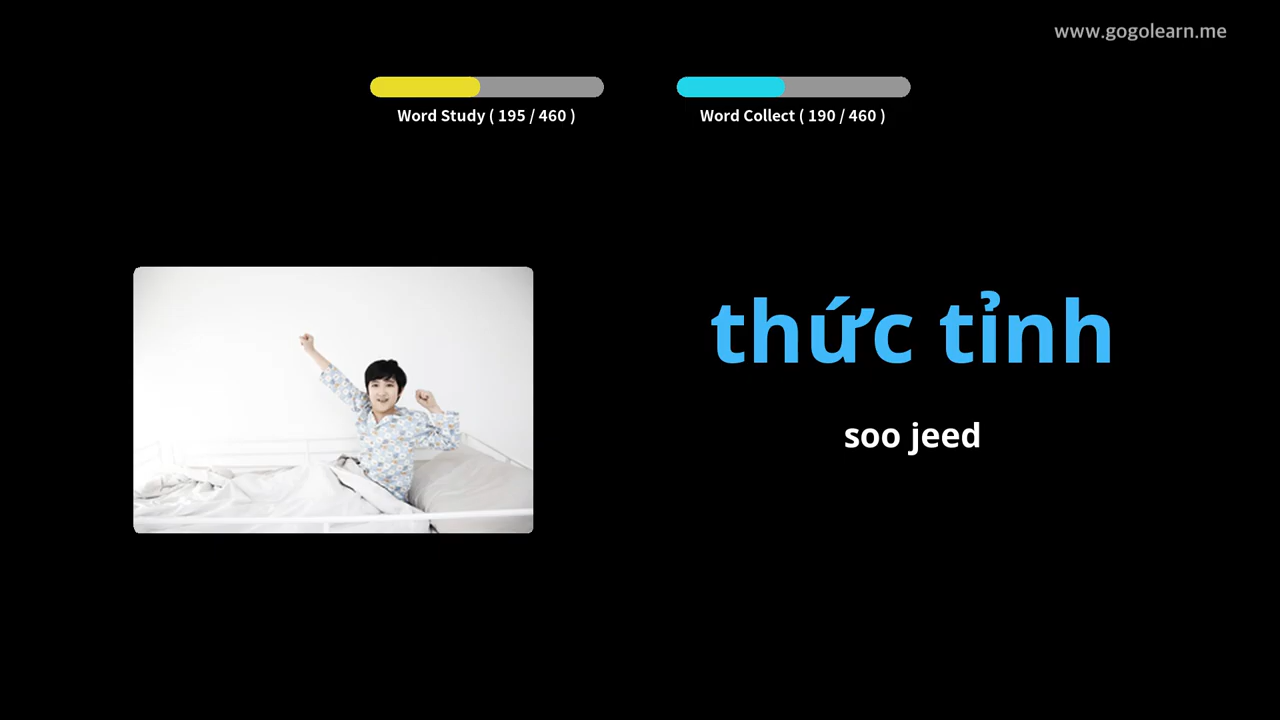 www.gogolearn.me
Word Study ( 195 / 460 )
Word Collect ( 190 / 460 )
thức tỉnh
soo jeed